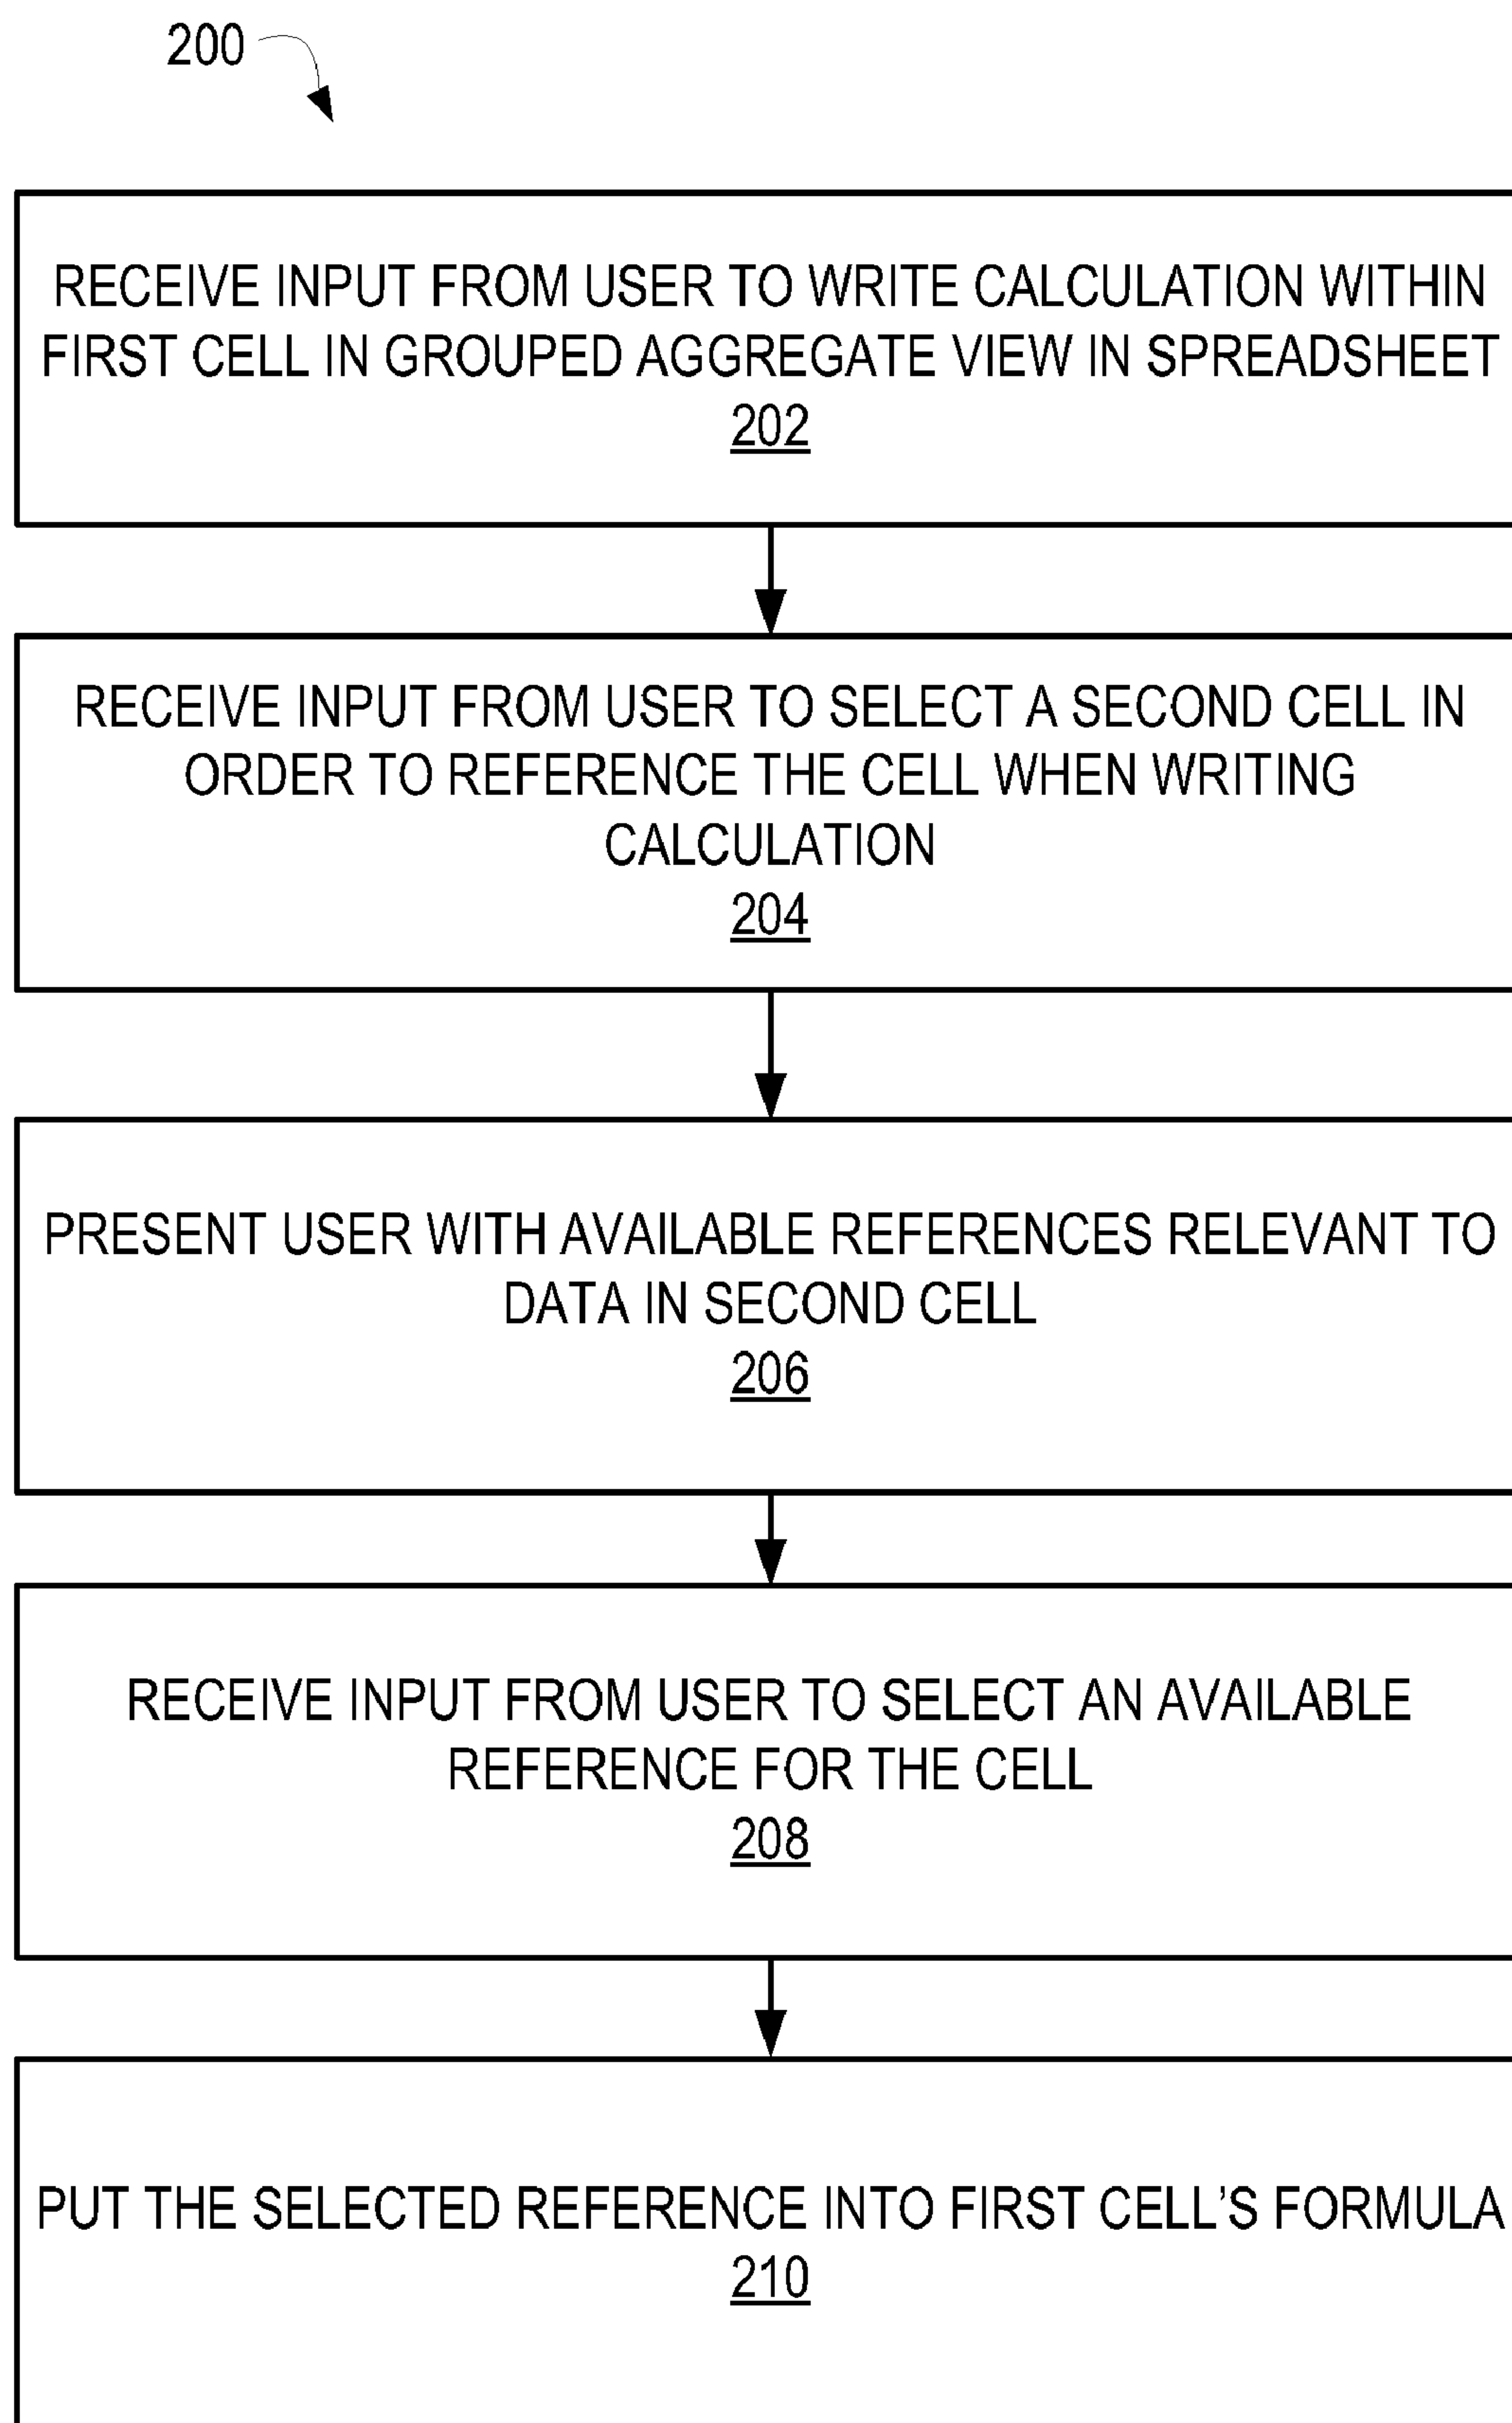 200
RECEIVE INPUT FROM USER TO WRITE CALCULATION WITHIN
FIRST CELL IN GROUPED AGGREGATE VIEW IN SPREADSHEET
202
RECEIVE INPUT FROM USER TO SELECT A SECOND CELL IN
ORDER TO REFERENCE THE CELL WHEN WRITING
CALCULATION
204
PRESENT USER WITH AVAILABLE REFERENCES RELEVANT TO
DATA IN SECOND CELL
206
RECEIVE INPUT FROM USER TO SELECT AN AVAILABLE
REFERENCE FOR THE CELL
208
PUT THE SELECTED REFERENCE INTO FIRST CELL'S FORMULA
210